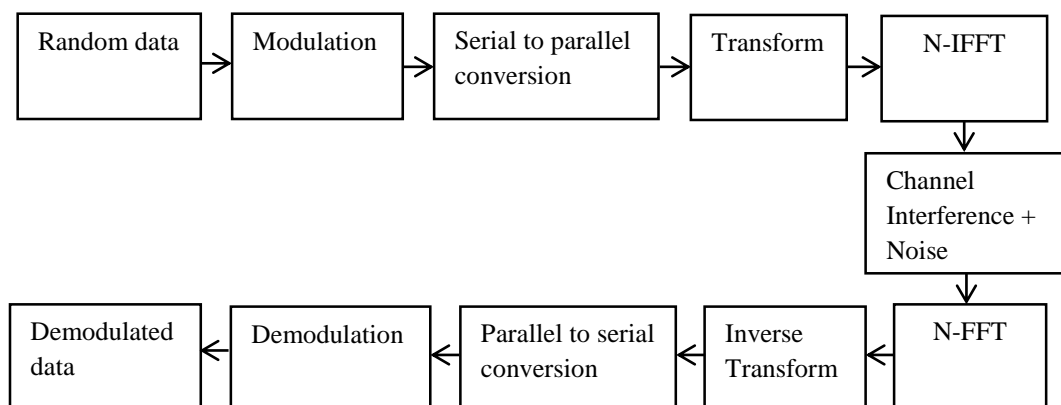 Random data
Modulation
Serial to parallel
conversion
Transform
N-IFFT
Channel
Interference +
Noise
N-FFT
Inverse
Transform
Parallel to serial
conversion
Demodulation
Demodulated
data